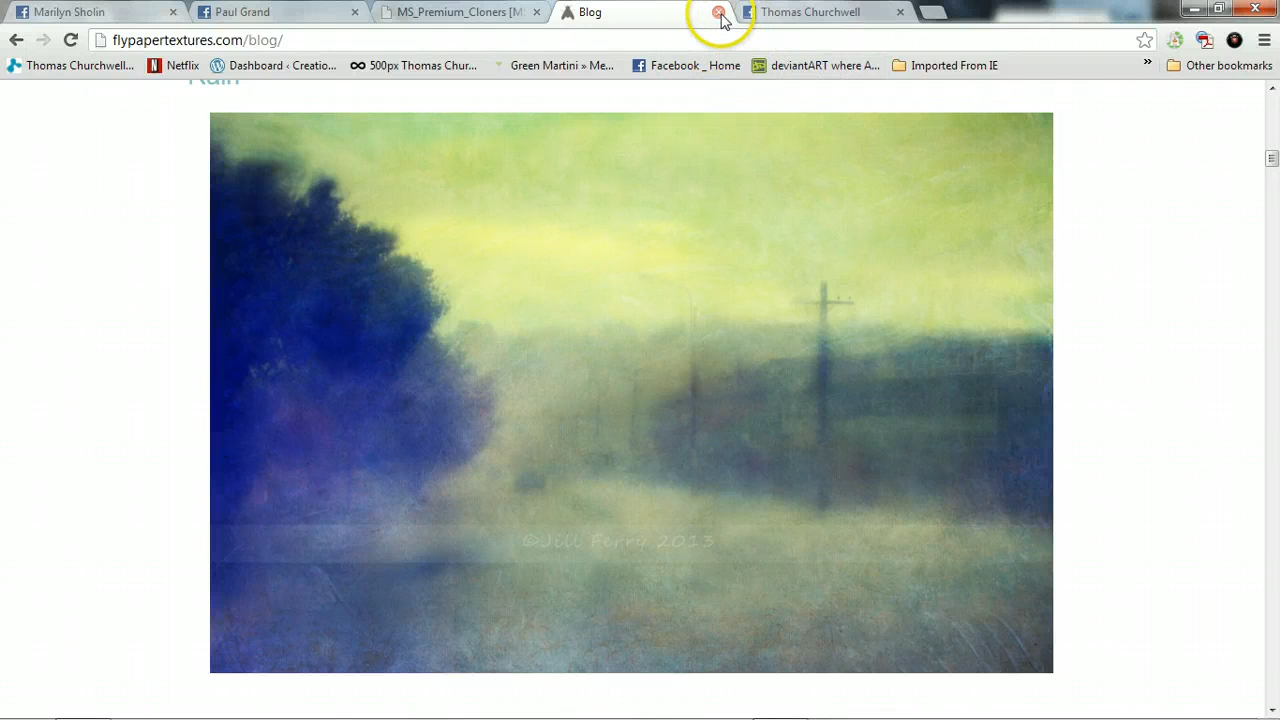 Marilyn Sholin
Paul Grand
MS_Premium_Cloners [M
Blog
Thomas Churchwell
flypapertextures.com/blog/
Thomas Churchwell...
Netflix
Dashboard ‹ Creatio...
500px Thomas Chur...
Green Martini » Me...
Facebook _ Home
deviantART where A...
Imported From IE
»
Other bookmarks
Rain
©Jill Ferry 2013